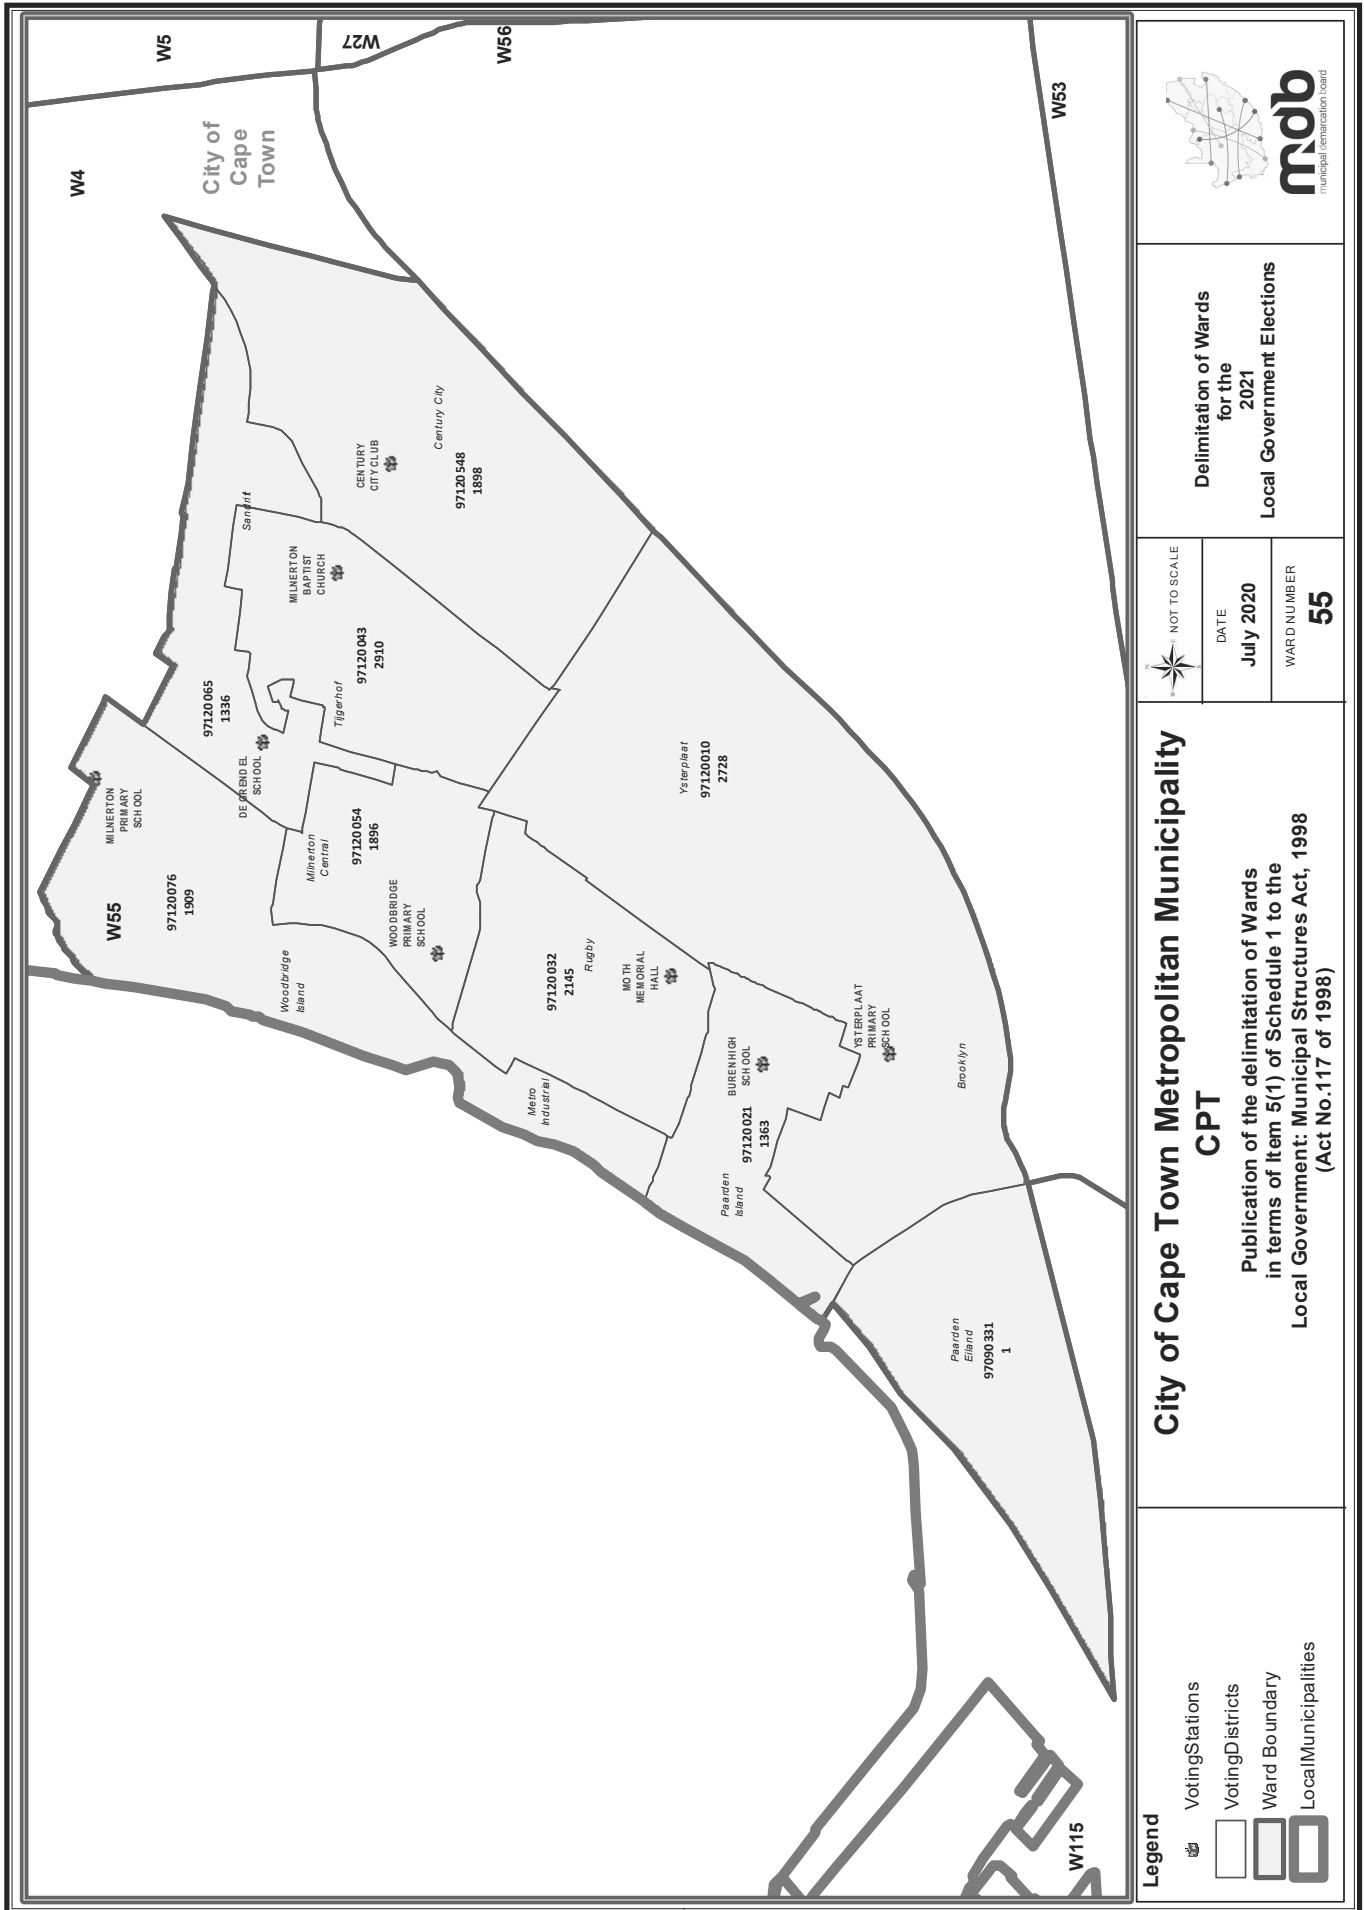 W5
W27
W56
W4
City of
Cape
Town
W53
CENTURY
CITY CLUB
Century City
97120548
1898
Sandrit
MILNERTON
BAPTIST
CHURCH
97120043
2910
97120065
1336
Tijgerhof
DE GRENDEL
SCHOOL
MILNERTON
PRIMARY
SCHOOL
97120076
1909
W55
Milnerton
Central
97120054
1896
WOODBRIDGE
PRIMARY
SCHOOL
Woodbridge
Island
Ysterplaat
97120010
2728
97120032
2145
Rugby
MOTH
MEMORIAL
HALL
Metro
Industrial
BUREN HIGH
SCHOOL
97120021
1363
YSTERPLAAT
PRIMARY
SCHOOL
Brooklyn
Paarden
Island
Paarden
Eiland
97090331
1
W115
Legend
VotingStations
VotingDistricts
Ward Boundary
LocalMunicipalities
City of Cape Town Metropolitan Municipality
CPT
Publication of the delimitation of Wards
in terms of Item 5(1) of Schedule 1 to the
Local Government: Municipal Structures Act, 1998
(Act No.117 of 1998)
N
W
E
S
NOT TO SCALE
DATE
July 2020
WARD NUMBER
55
Delimitation of Wards
for the
2021
Local Government Elections
mdb
municipal demarcation board